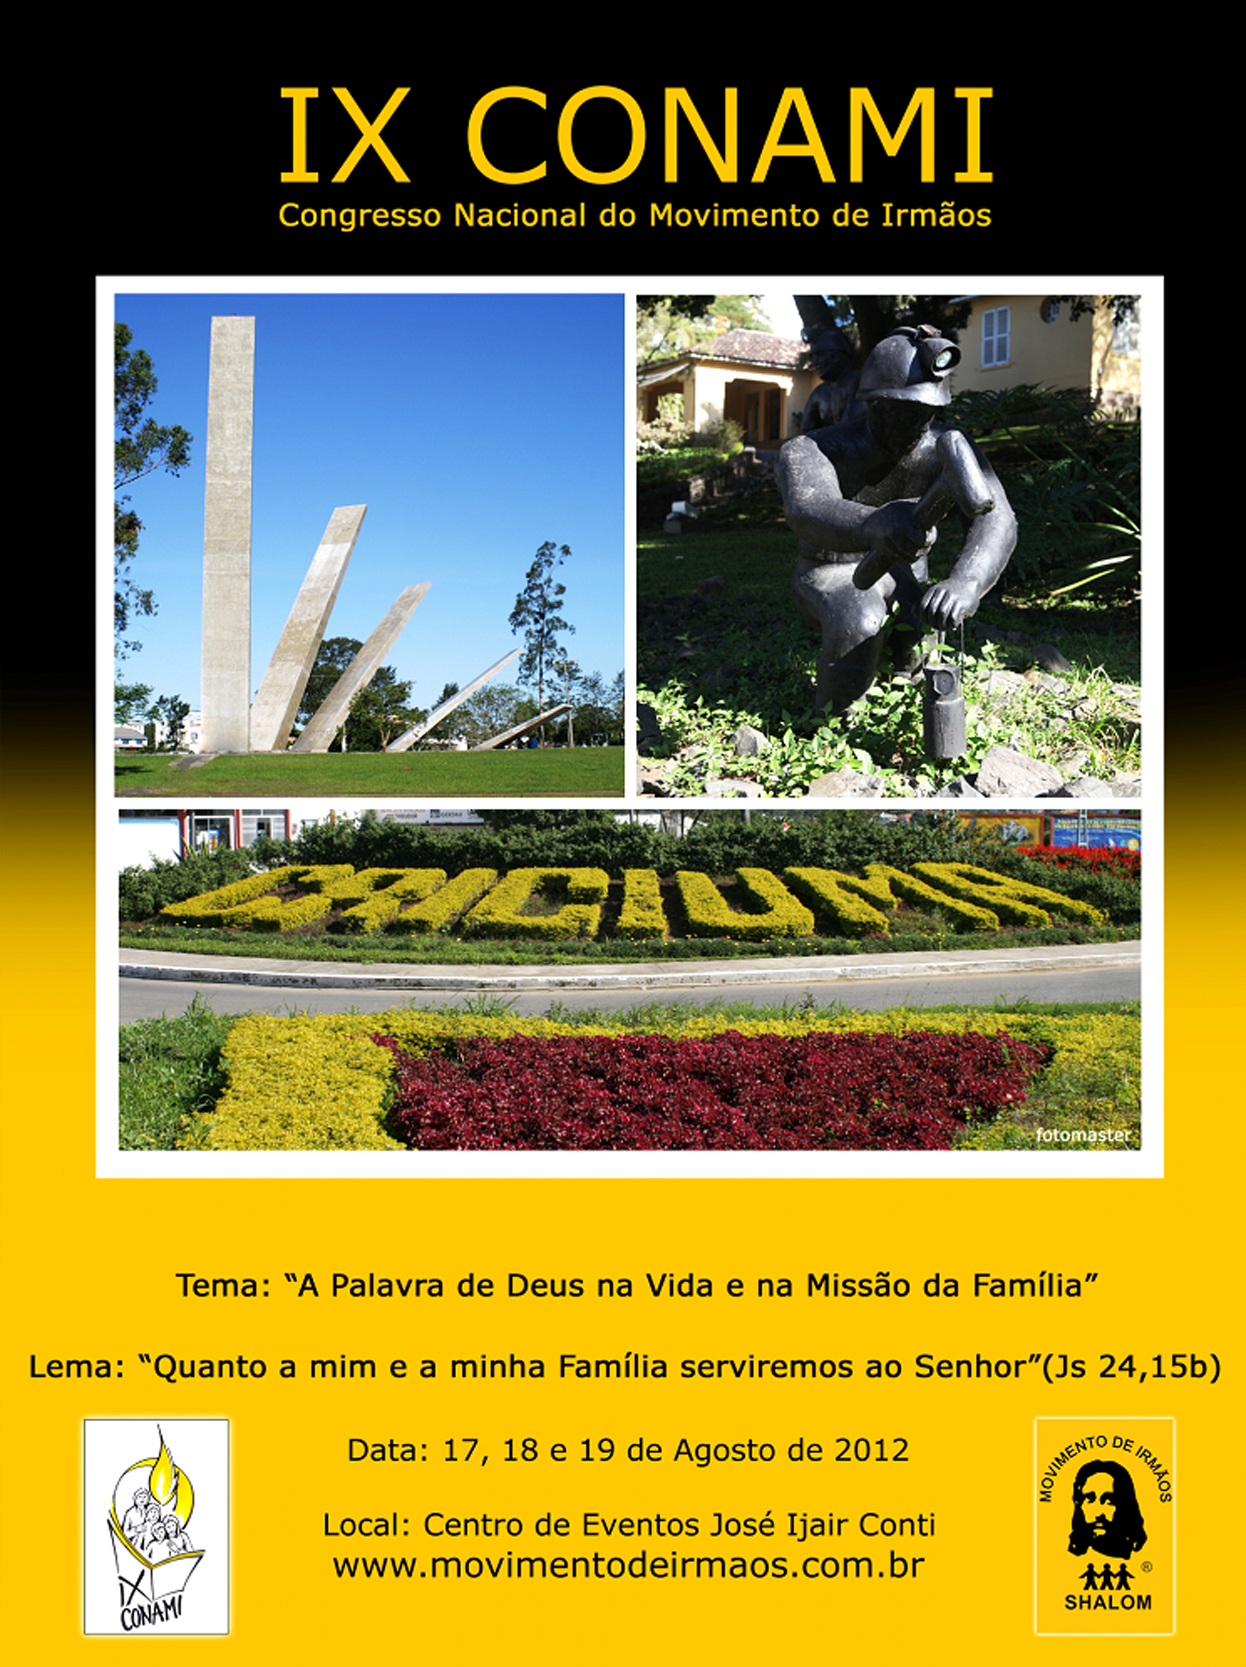 IX CONAMI
Congresso Nacional do Movimento de Irmãos
CRICIUMA
fotomaster
Tema: “A Palavra de Deus na Vida e na Missão da Família”
Lema: “Quanto a mim e a minha Família serviremos ao Senhor”(Js 24,15b)
Data: 17, 18 e 19 de Agosto de 2012
Local: Centro de Eventos José Ijair Conti
www.movimentodeirmaos.com.br
IX
CONAMI
MOVIMENTO DE IRMÃOS
®
SHALOM